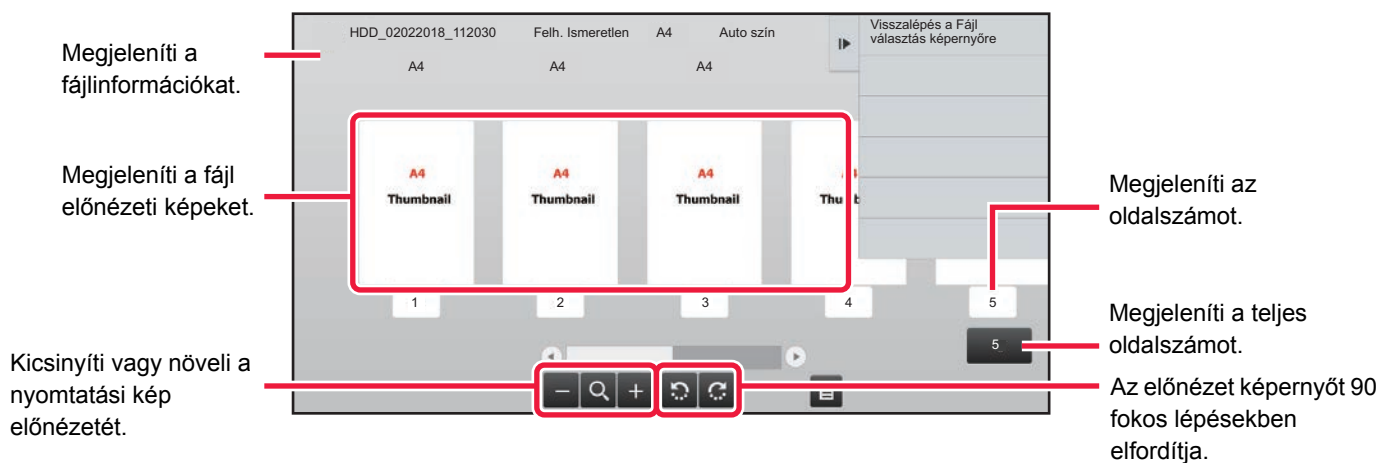 Megjeleníti a
fájlinformációkat.
Megjeleníti a fájl
előnézeti képeket.
Kicsinyíti vagy növeli a
nyomtatási kép
előnézetét.
HDD_02022018_112030 Felh. Ismeretlen A4 Auto szín
A4 A4 A4
Visszalépés a Fájl
választás képernyőre
A4 A4 A4
Thumbnail Thumbnail Thumbnail
1 2 3 4 5
5
Megjeleníti az
oldalszámot.
Megjeleníti a teljes
oldalszámot.
Az előnézet képernyőt 90
fokos lépésekben
elfordítja.